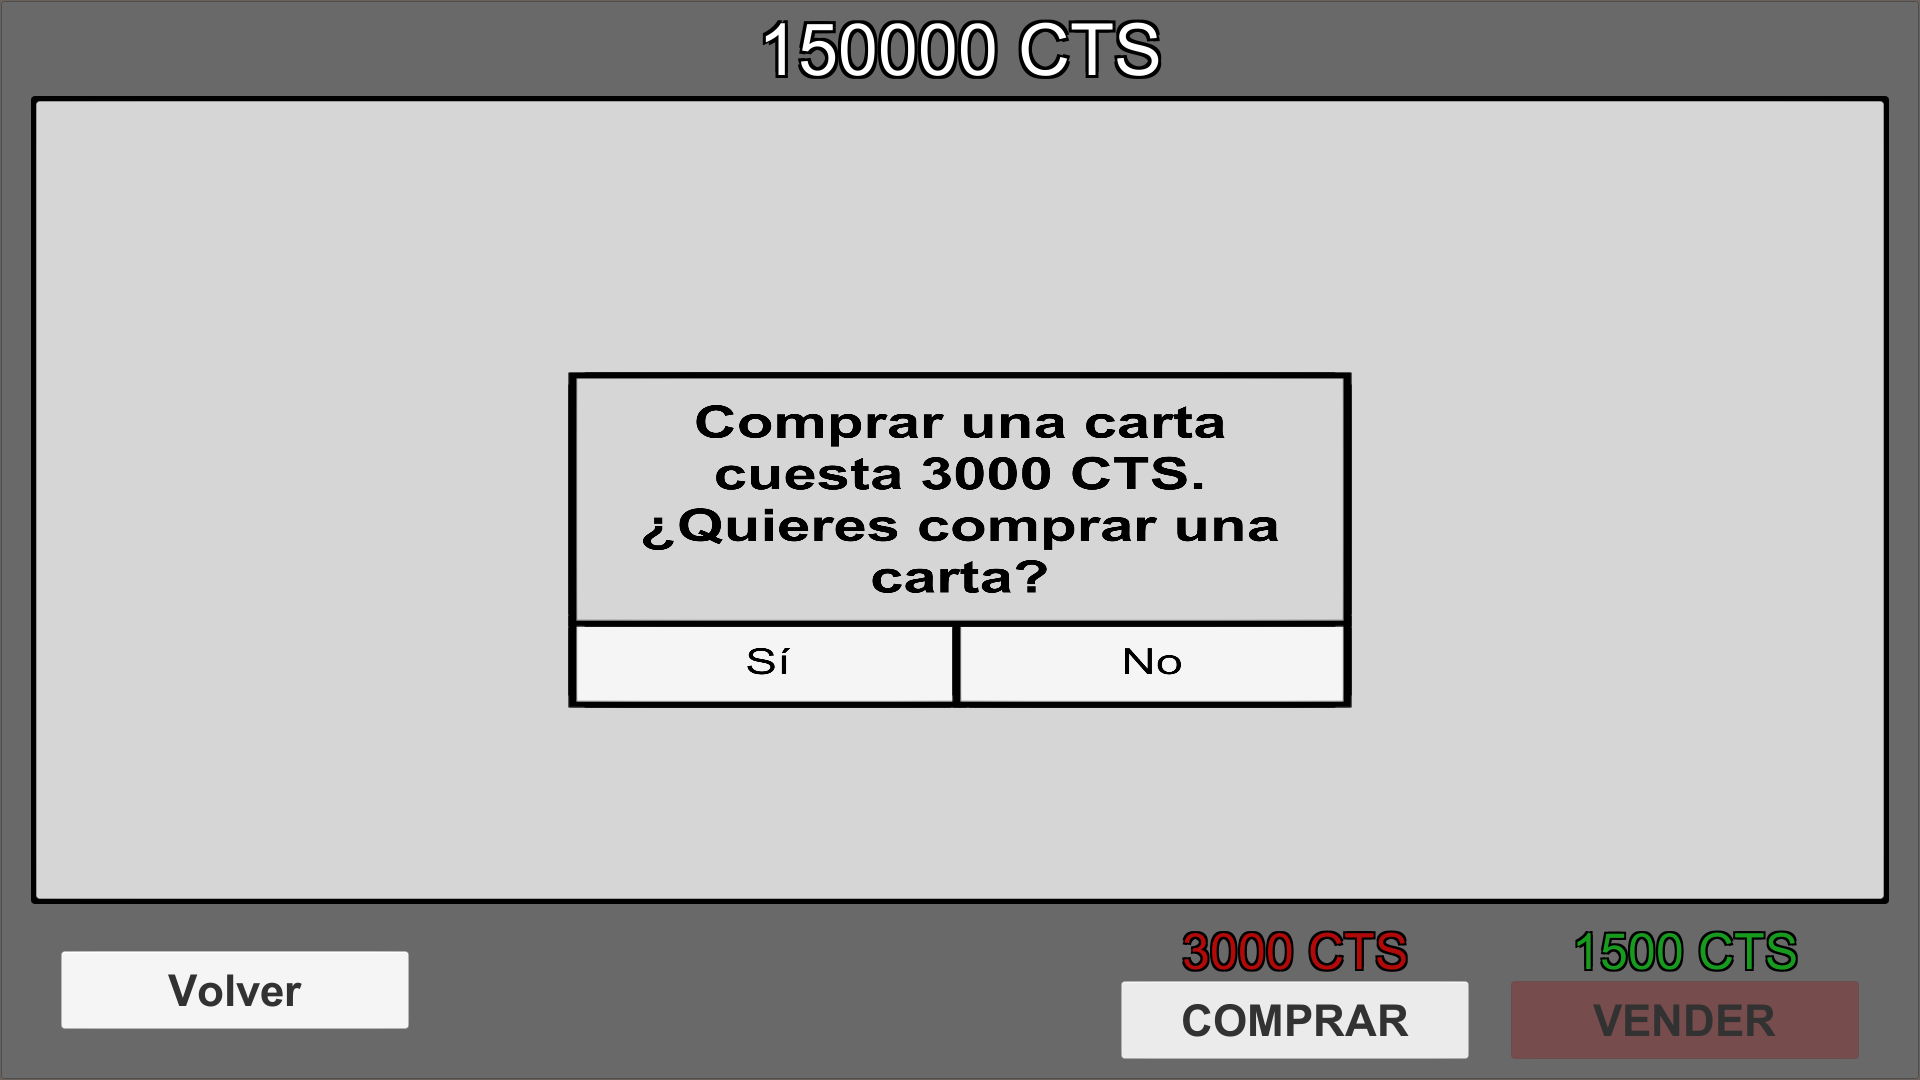 150000 CTS
Comprar una carta
cuesta 3000 CTS.
¿Quieres comprar una
carta?
Sí
No
Volver
3000 CTS
COMPRAR
1500 CTS
VENDER